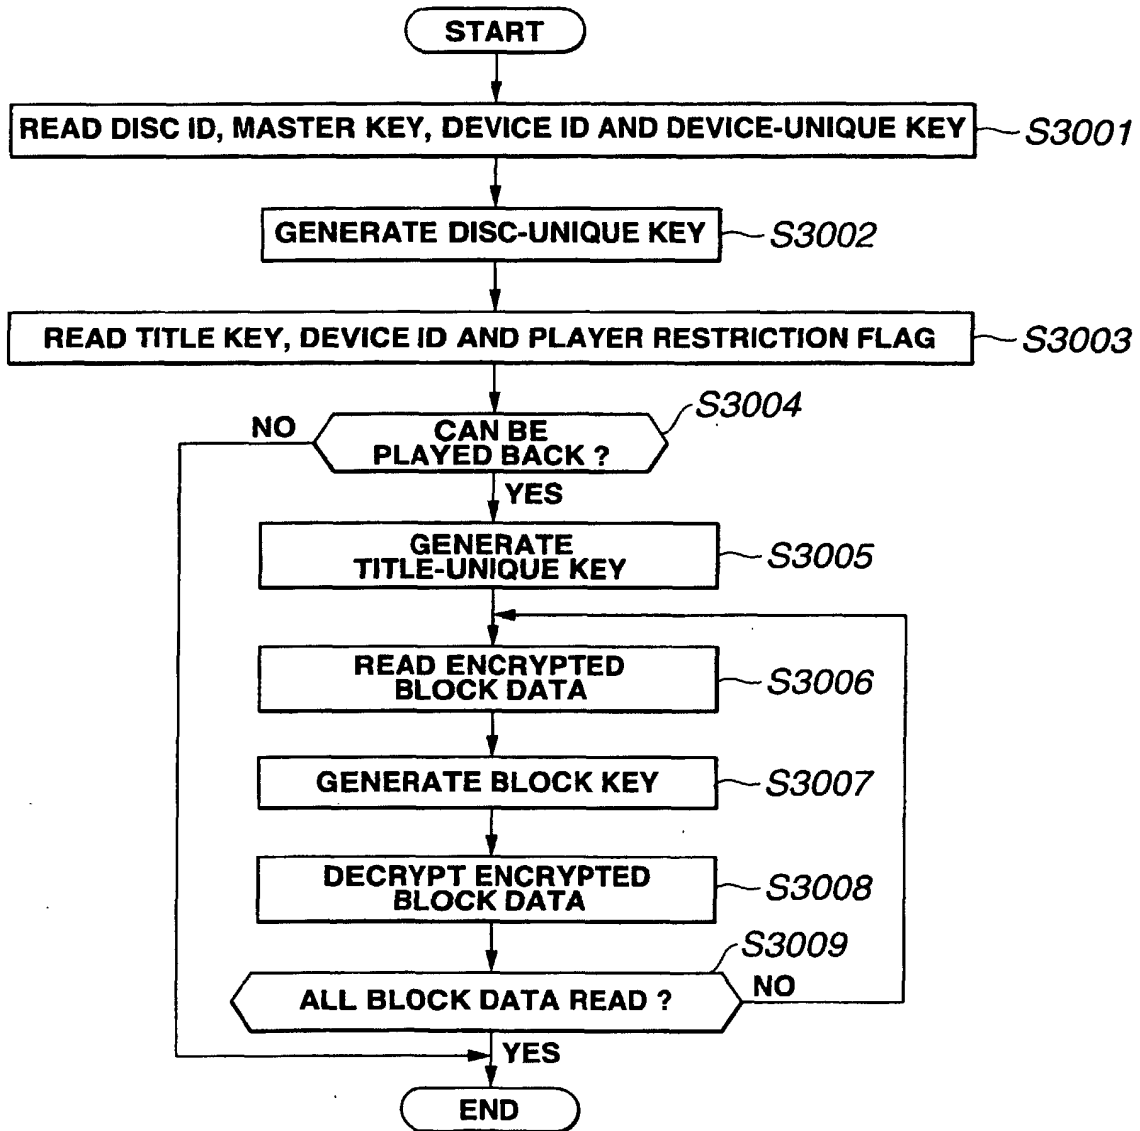 START
READ DISC ID, MASTER KEY, DEVICE ID AND DEVICE-UNIQUE KEY
S3001
GENERATE DISC-UNIQUE KEY
S3002
READ TITLE KEY, DEVICE ID AND PLAYER RESTRICTION FLAG
S3003
S3004
NO
CAN BE
PLAYED BACK ?
YES
GENERATE
TITLE-UNIQUE KEY
S3005
READ ENCRYPTED
BLOCK DATA
S3006
GENERATE BLOCK KEY
S3007
DECRYPT ENCRYPTED
BLOCK DATA
S3008
S3009
ALL BLOCK DATA READ ?
NO
YES
END